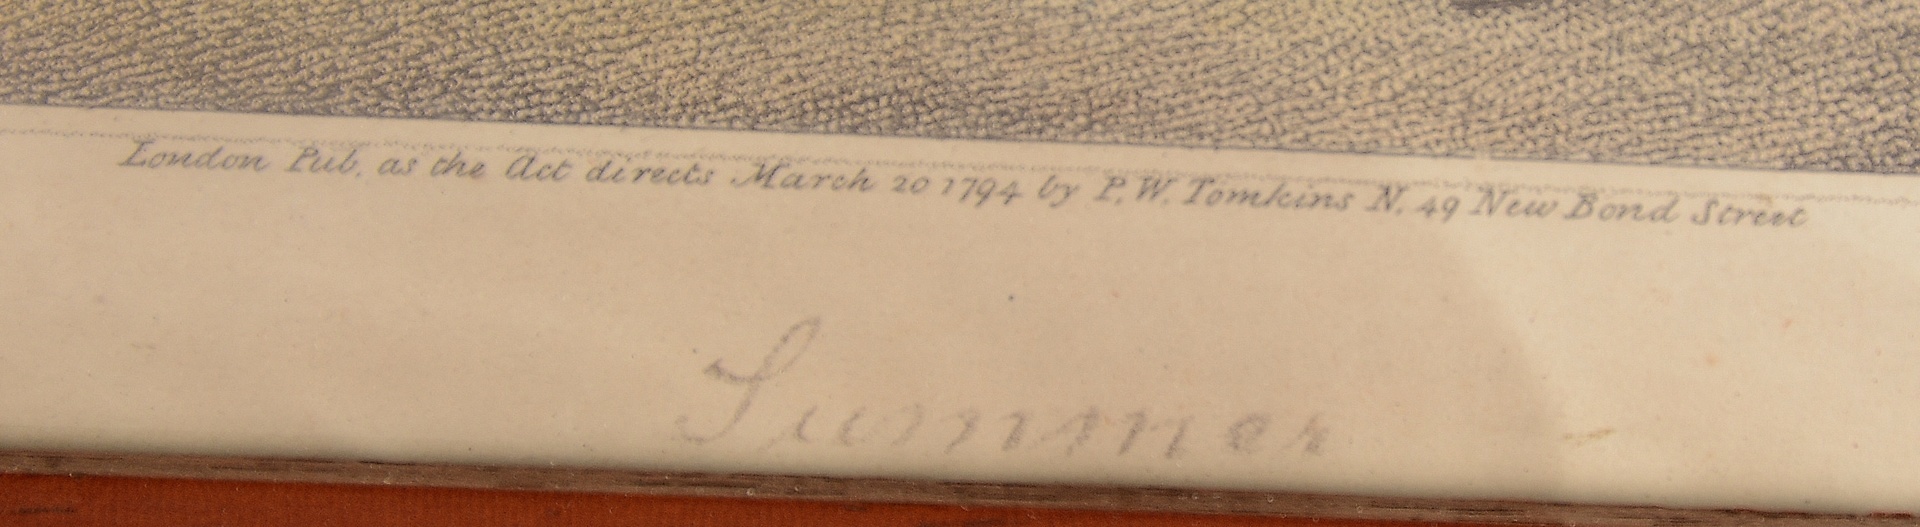 London Pub. as the Act directs March 20 1794 by P. W. Tomkins N. 49 New Bond Street
Summer